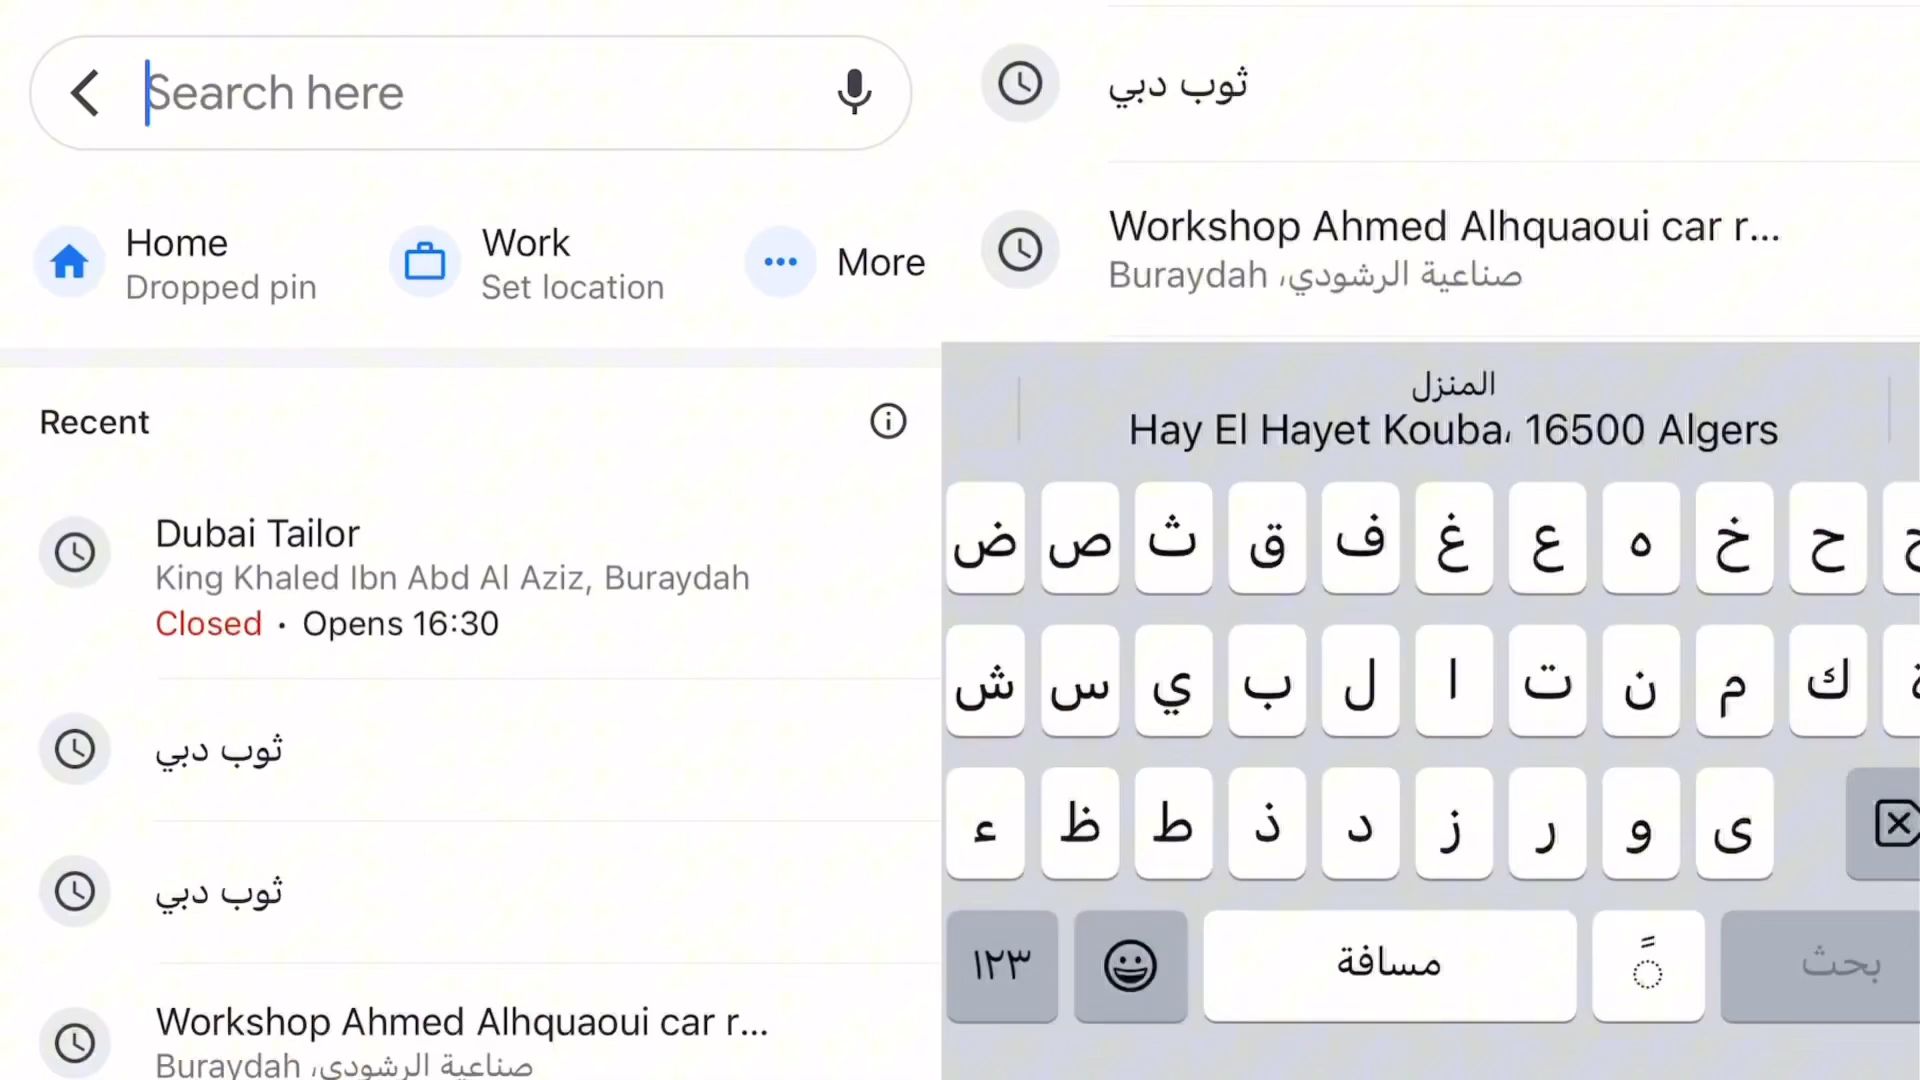 Search here
Home
Dropped pin
Work
Set location
More
Recent
Dubai Tailor
King Khaled Ibn Abd Al Aziz, Buraydah
Closed · Opens 16:30
ثوب دبي
ثوب دبي
Workshop Ahmed Alhquaoui car r...
صناعية الرشودي، Buraydah
ثوب دبي
Workshop Ahmed Alhquaoui car r...
صناعية الرشودي، Buraydah
المنزل
Hay El Hayet Kouba، 16500 Algers
ض ص ث ق ف غ ع ه خ ح ج
ش س ي ب ل ا ت ن م ك ة
ء ظ ط ذ د ز ر و ى
١٢٣ مسافة بحث